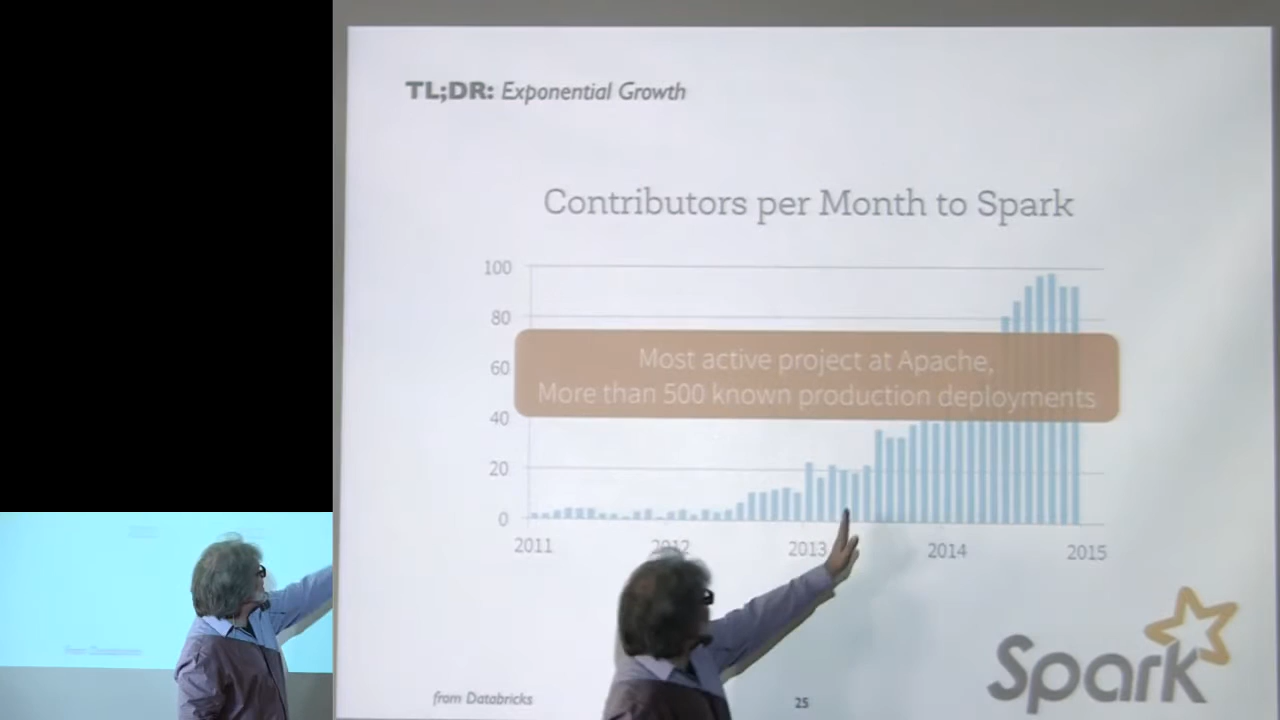 TL;DR: Exponential Growth
Contributors per Month to Spark
100
80
60
40
20
0
Most active project at Apache,
More than 500 known production deployments
2011 2012 2013 2014 2015
Spark
from Databricks
25